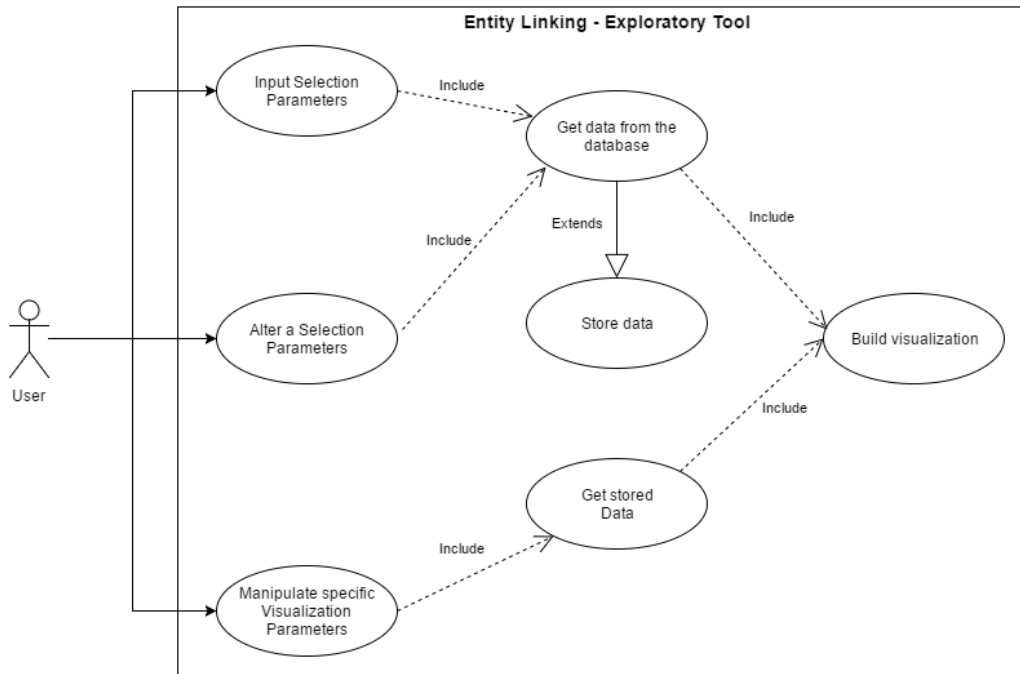 Entity Linking - Exploratory Tool
Input Selection
Parameters
Include
Get data from the
database
Include
Extends
Include
User
Alter a Selection
Parameters
Store data
Build visualization
Include
Get stored
Data
Include
Manipulate specific
Visualization
Parameters